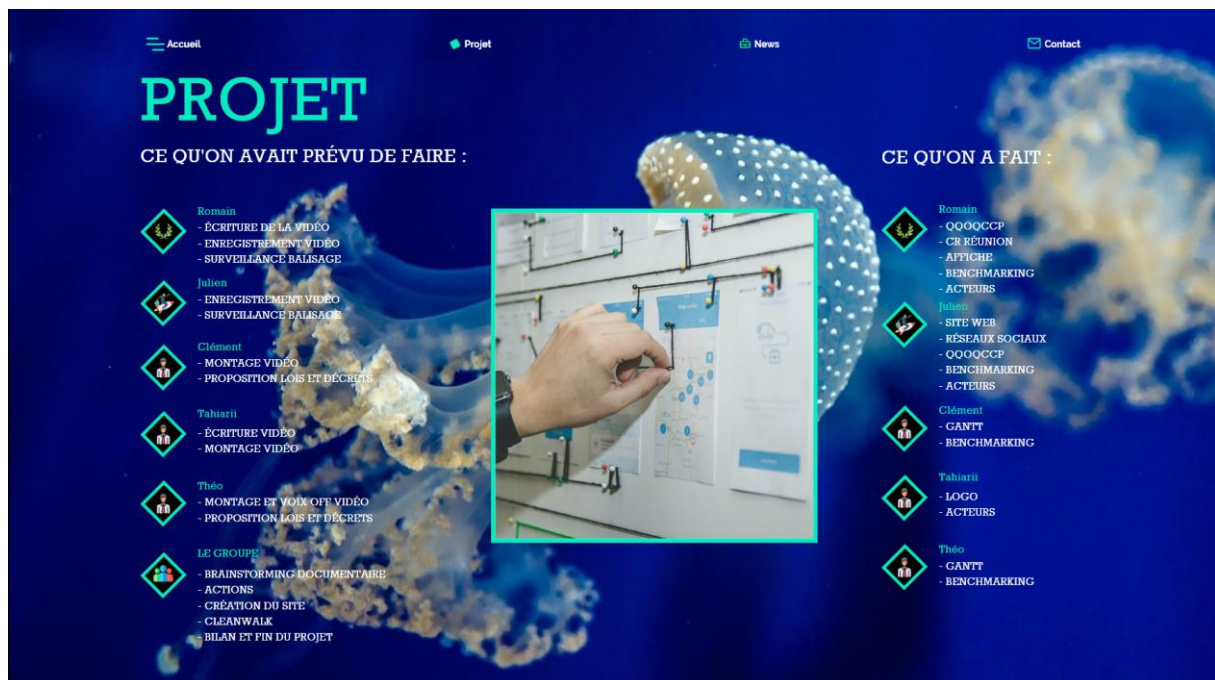 Accueil
Projet
News
Contact
PROJET
CE QU'ON AVAIT PRÉVU DE FAIRE :
Romain
- ÉCRITURE DE LA VIDÉO
- ENREGISTREMENT VIDÉO
- SURVEILLANCE BALISAGE
Julien
- ENREGISTREMENT VIDÉO
- SURVEILLANCE BALISAGE
Clément
- MONTAGE VIDÉO
- PROPOSITION LOIS ET DÉCRETS
Tahiarii
- ÉCRITURE VIDÉO
- MONTAGE VIDÉO
Théo
- MONTAGE ET VOIX OFF VIDÉO
- PROPOSITION LOIS ET DÉCRETS
LE GROUPE
- BRAINSTORMING DOCUMENTAIRE
- ACTIONS
- CRÉATION DU SITE
- CLEANWALK
- BILAN ET FIN DU PROJET
CE QU'ON A FAIT :
Romain
- QQOQCCP
- CR RÉUNION
- AFFICHE
- BENCHMARKING
- ACTEURS
Julien
- SITE WEB
- RÉSEAUX SOCIAUX
- QQOQCCP
- BENCHMARKING
- ACTEURS
Clément
- GANTT
- BENCHMARKING
Tahiarii
- LOGO
- ACTEURS
Théo
- GANTT
- BENCHMARKING